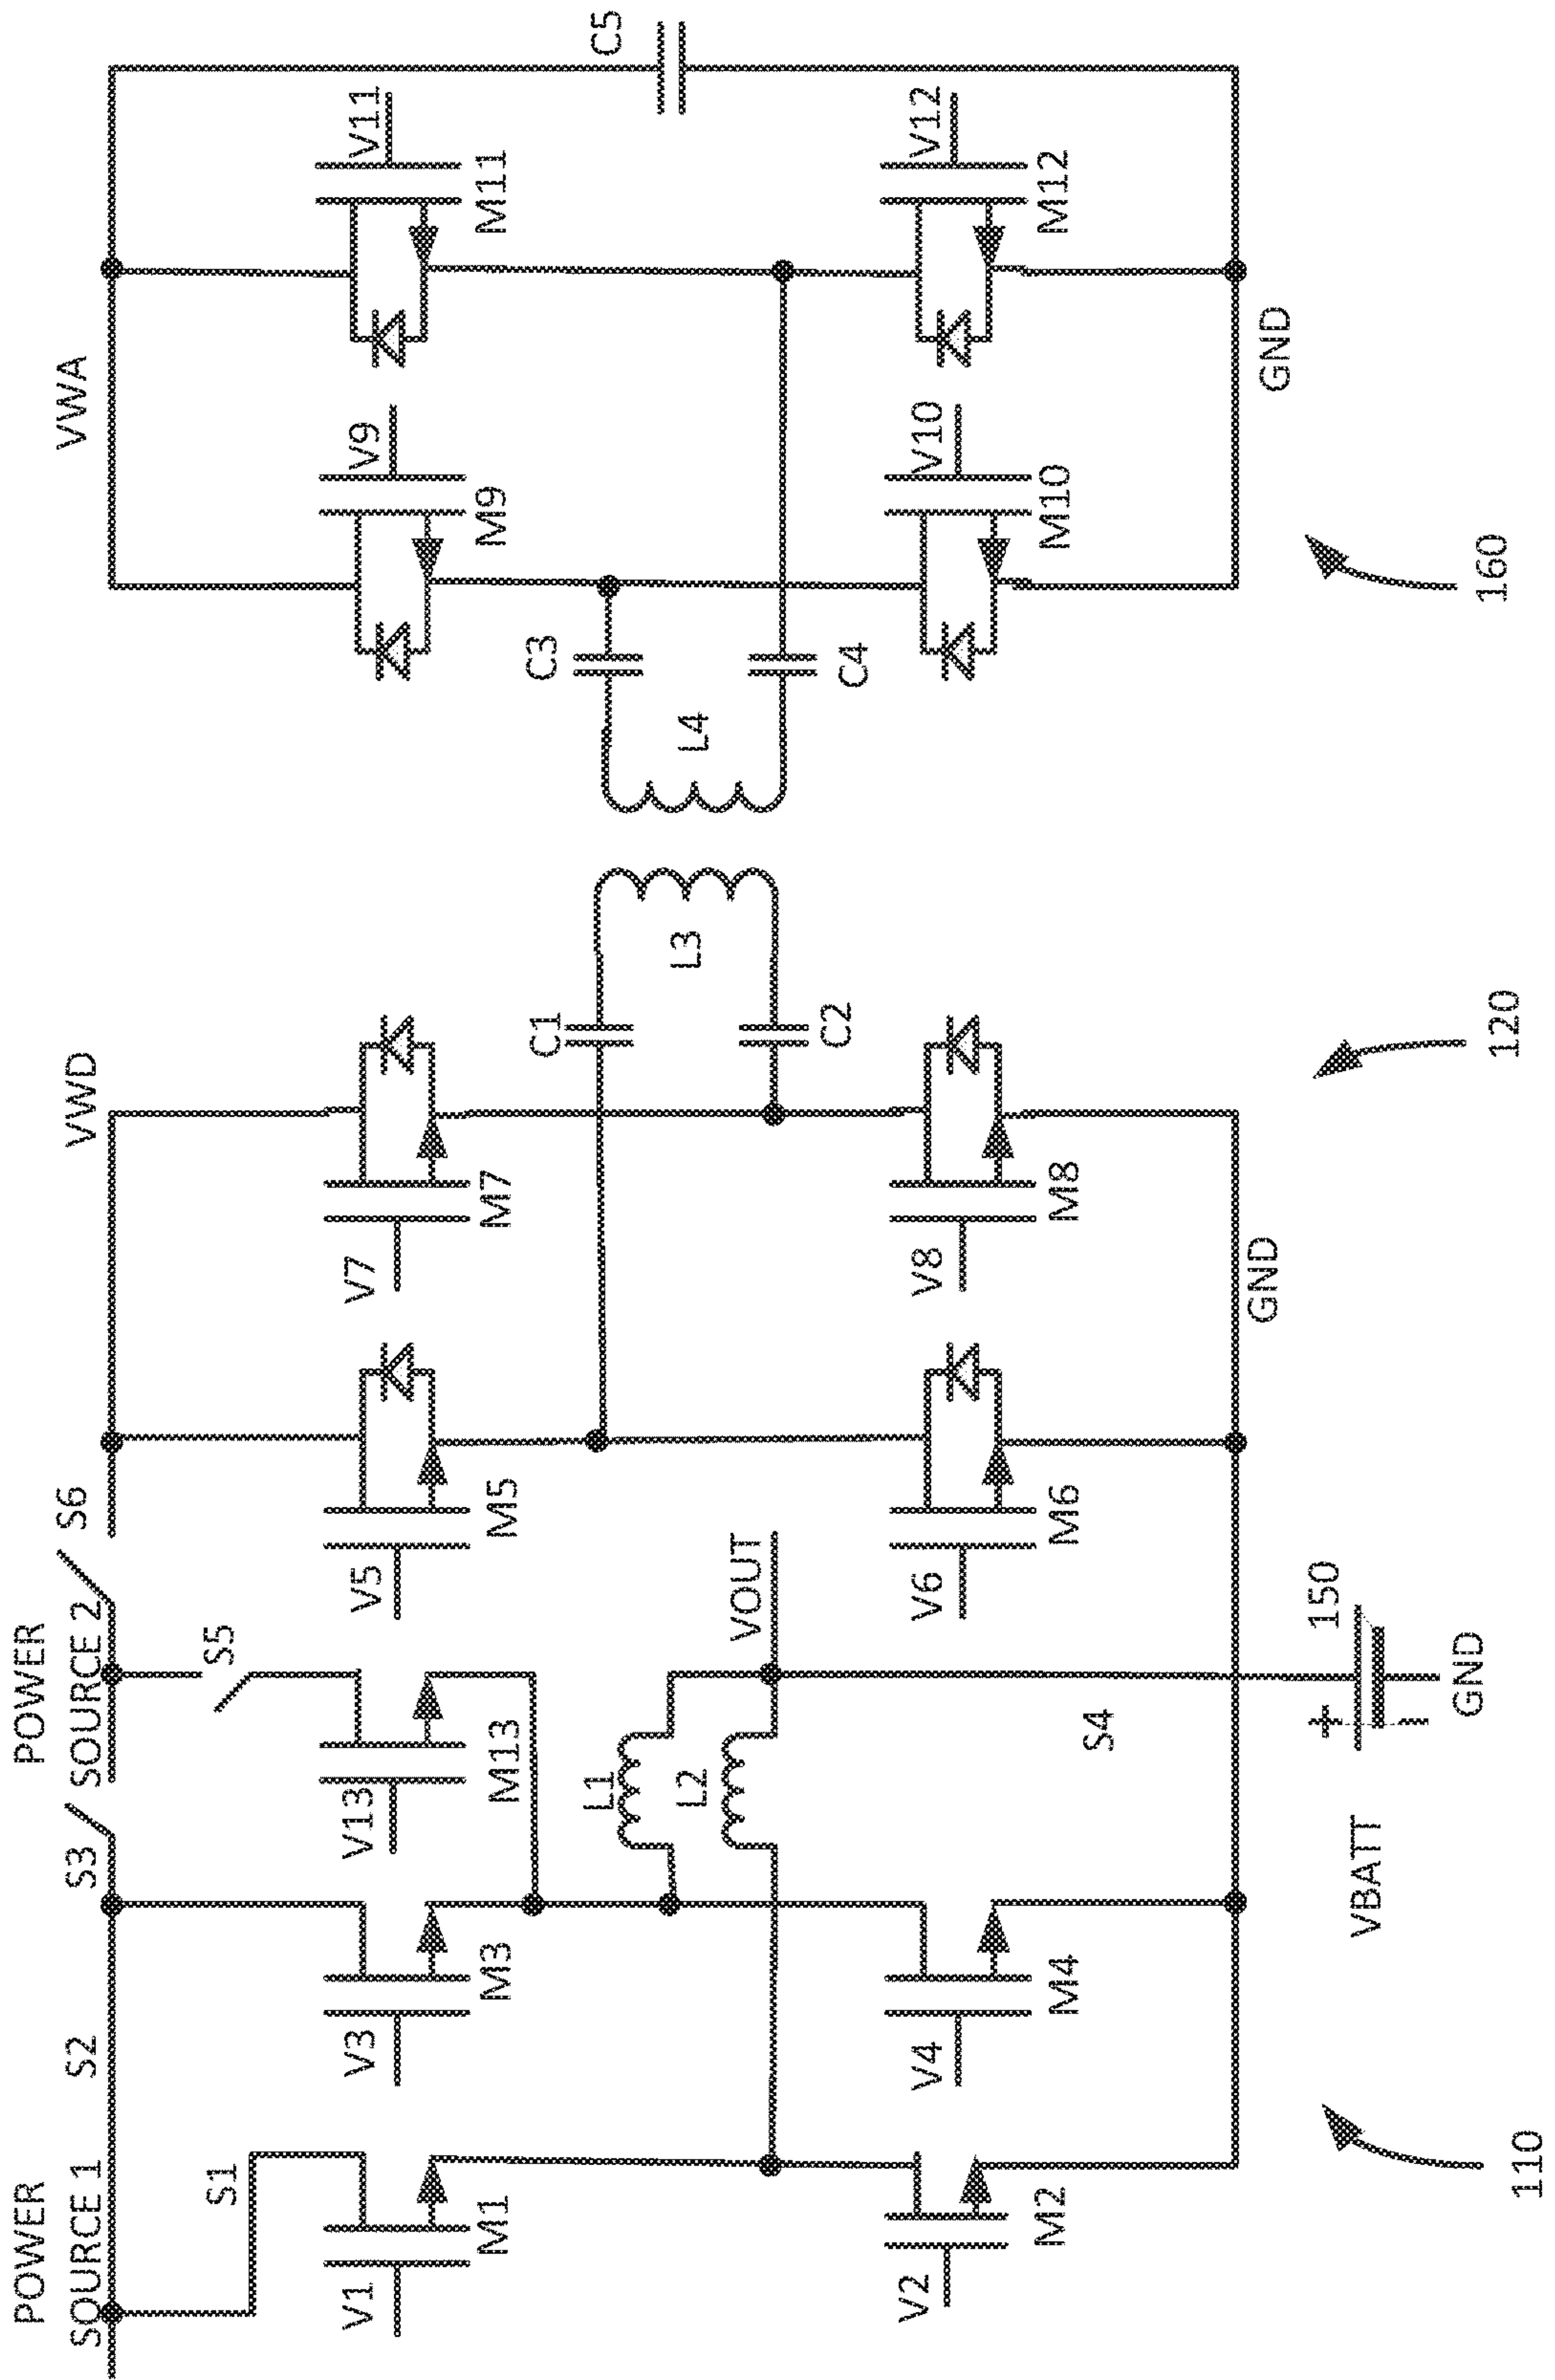 POWER
SOURCE 1
S2
S3
POWER
SOURCE 2
S6
VWD
VWA
S1
S5
V1
M1
V3
M3
V13
M13
V5
M5
V7
M7
M9
V9
M11
V11
L1
L2
VOUT
C1
C2
L3
L4
C3
C4
C5
V2
M2
V4
M4
S4
V6
M6
V8
M8
M10
V10
M12
V12
GND
GND
VBATT
150
GND
110
120
160